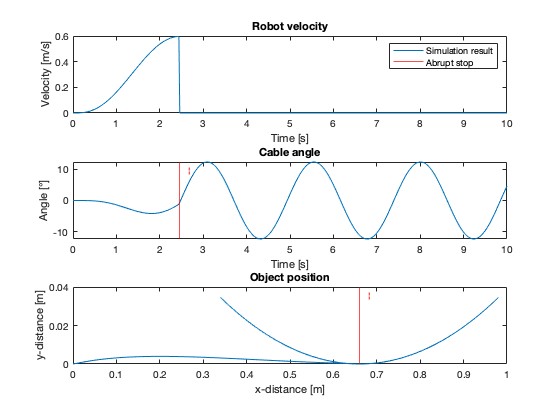 Robot velocity
Velocity [m/s]
0.6
0.4
0.2
0
Simulation result
Abrupt stop
0 1 2 3 4 5 6 7 8 9 10
Time [s]
Cable angle
Angle [°]
10
0
-10
0 1 2 3 4 5 6 7 8 9 10
Time [s]
Object position
y-distance [m]
0.04
0.02
0
0 0.1 0.2 0.3 0.4 0.5 0.6 0.7 0.8 0.9 1
x-distance [m]